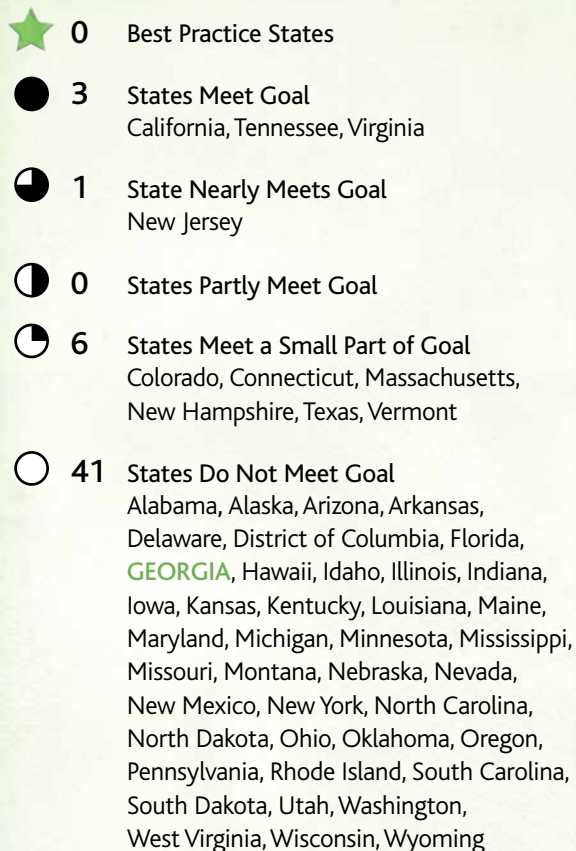 0 Best Practice States
3 States Meet Goal
California, Tennessee, Virginia
1 State Nearly Meets Goal
New Jersey
0 States Partly Meet Goal
6 States Meet a Small Part of Goal
Colorado, Connecticut, Massachusetts,
New Hampshire, Texas, Vermont
41 States Do Not Meet Goal
Alabama, Alaska, Arizona, Arkansas,
Delaware, District of Columbia, Florida,
GEORGIA, Hawaii, Idaho, Illinois, Indiana,
Iowa, Kansas, Kentucky, Louisiana, Maine,
Maryland, Michigan, Minnesota, Mississippi,
Missouri, Montana, Nebraska, Nevada,
New Mexico, New York, North Carolina,
North Dakota, Ohio, Oklahoma, Oregon,
Pennsylvania, Rhode Island, South Carolina,
South Dakota, Utah, Washington,
West Virginia, Wisconsin, Wyoming